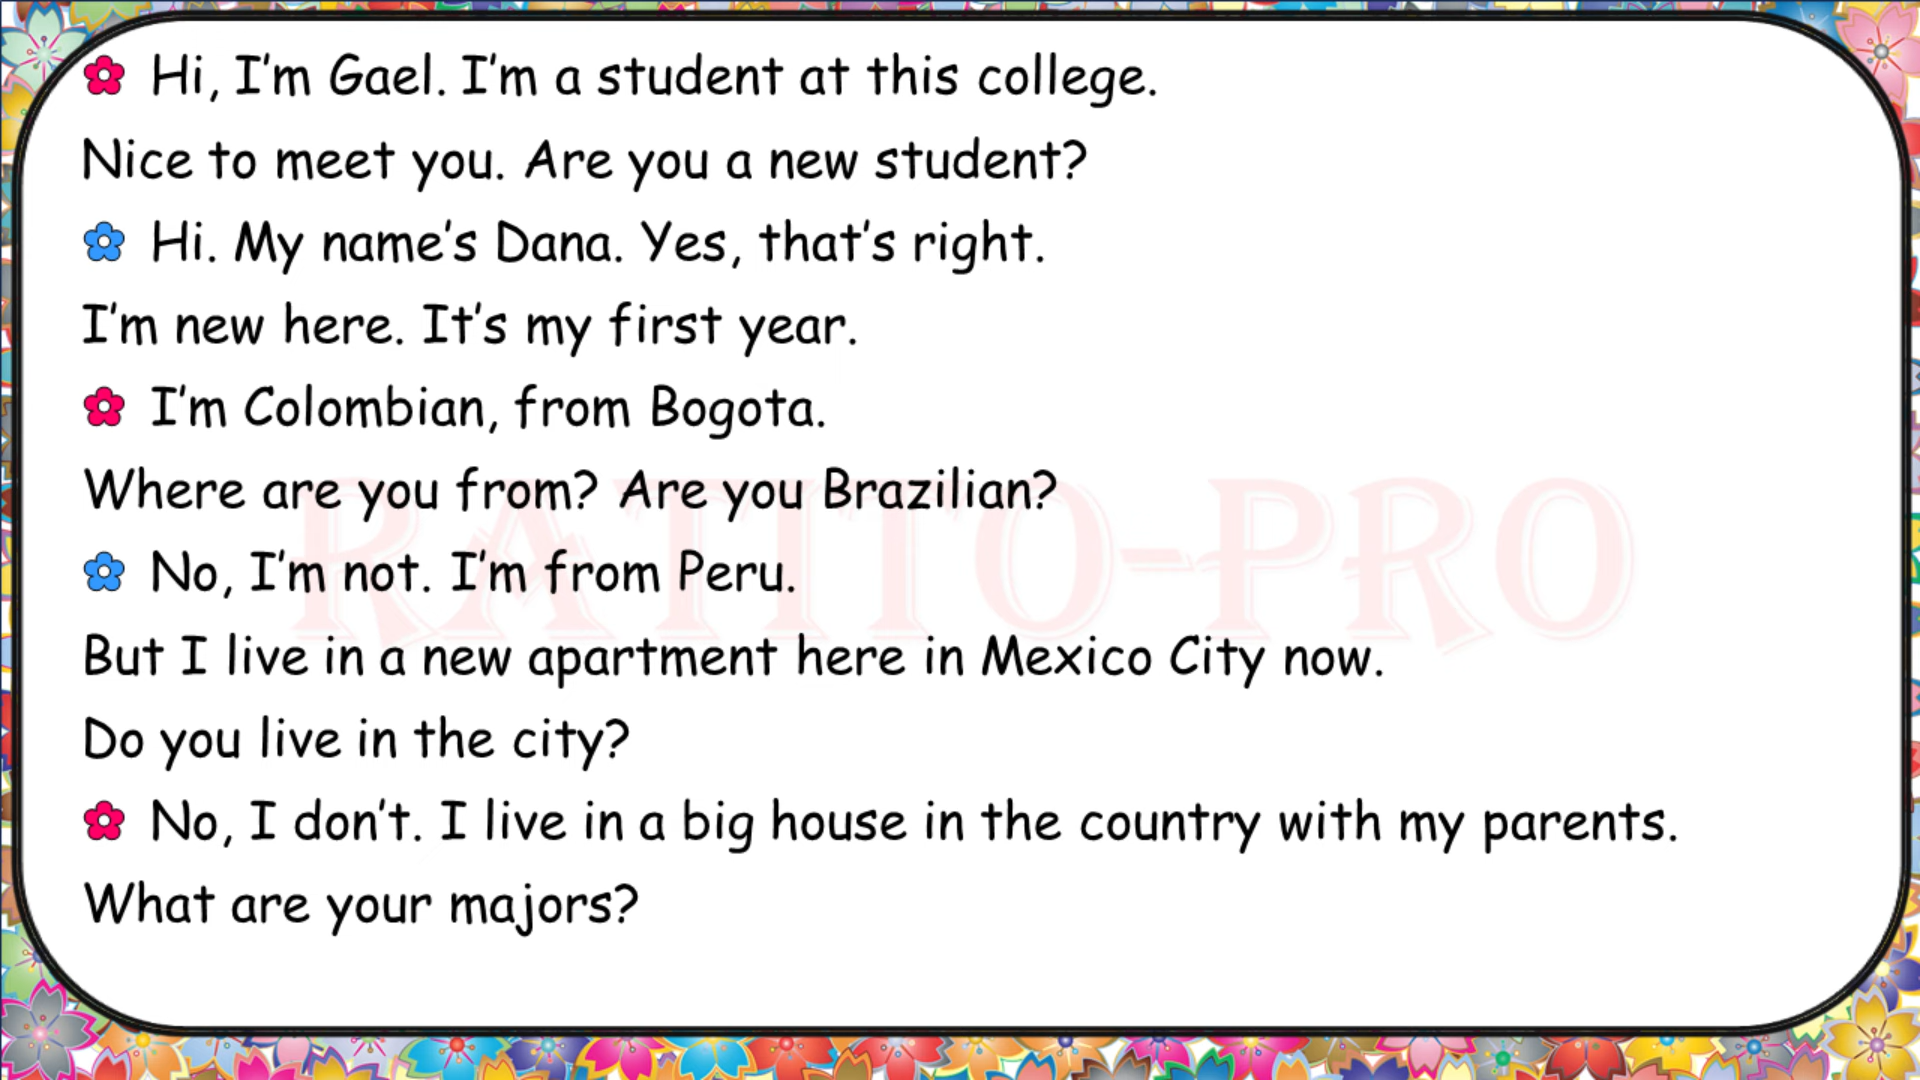 Hi, I'm Gael. I'm a student at this college.
Nice to meet you. Are you a new student?
Hi. My name's Dana. Yes, that's right.
I'm new here. It's my first year.
I'm Colombian, from Bogota.
Where are you from? Are you Brazilian?
RATITO-PRO
No, I'm not. I'm from Peru.
But I live in a new apartment here in Mexico City now.
Do you live in the city?
No, I don't. I live in a big house in the country with my parents.
What are your majors?